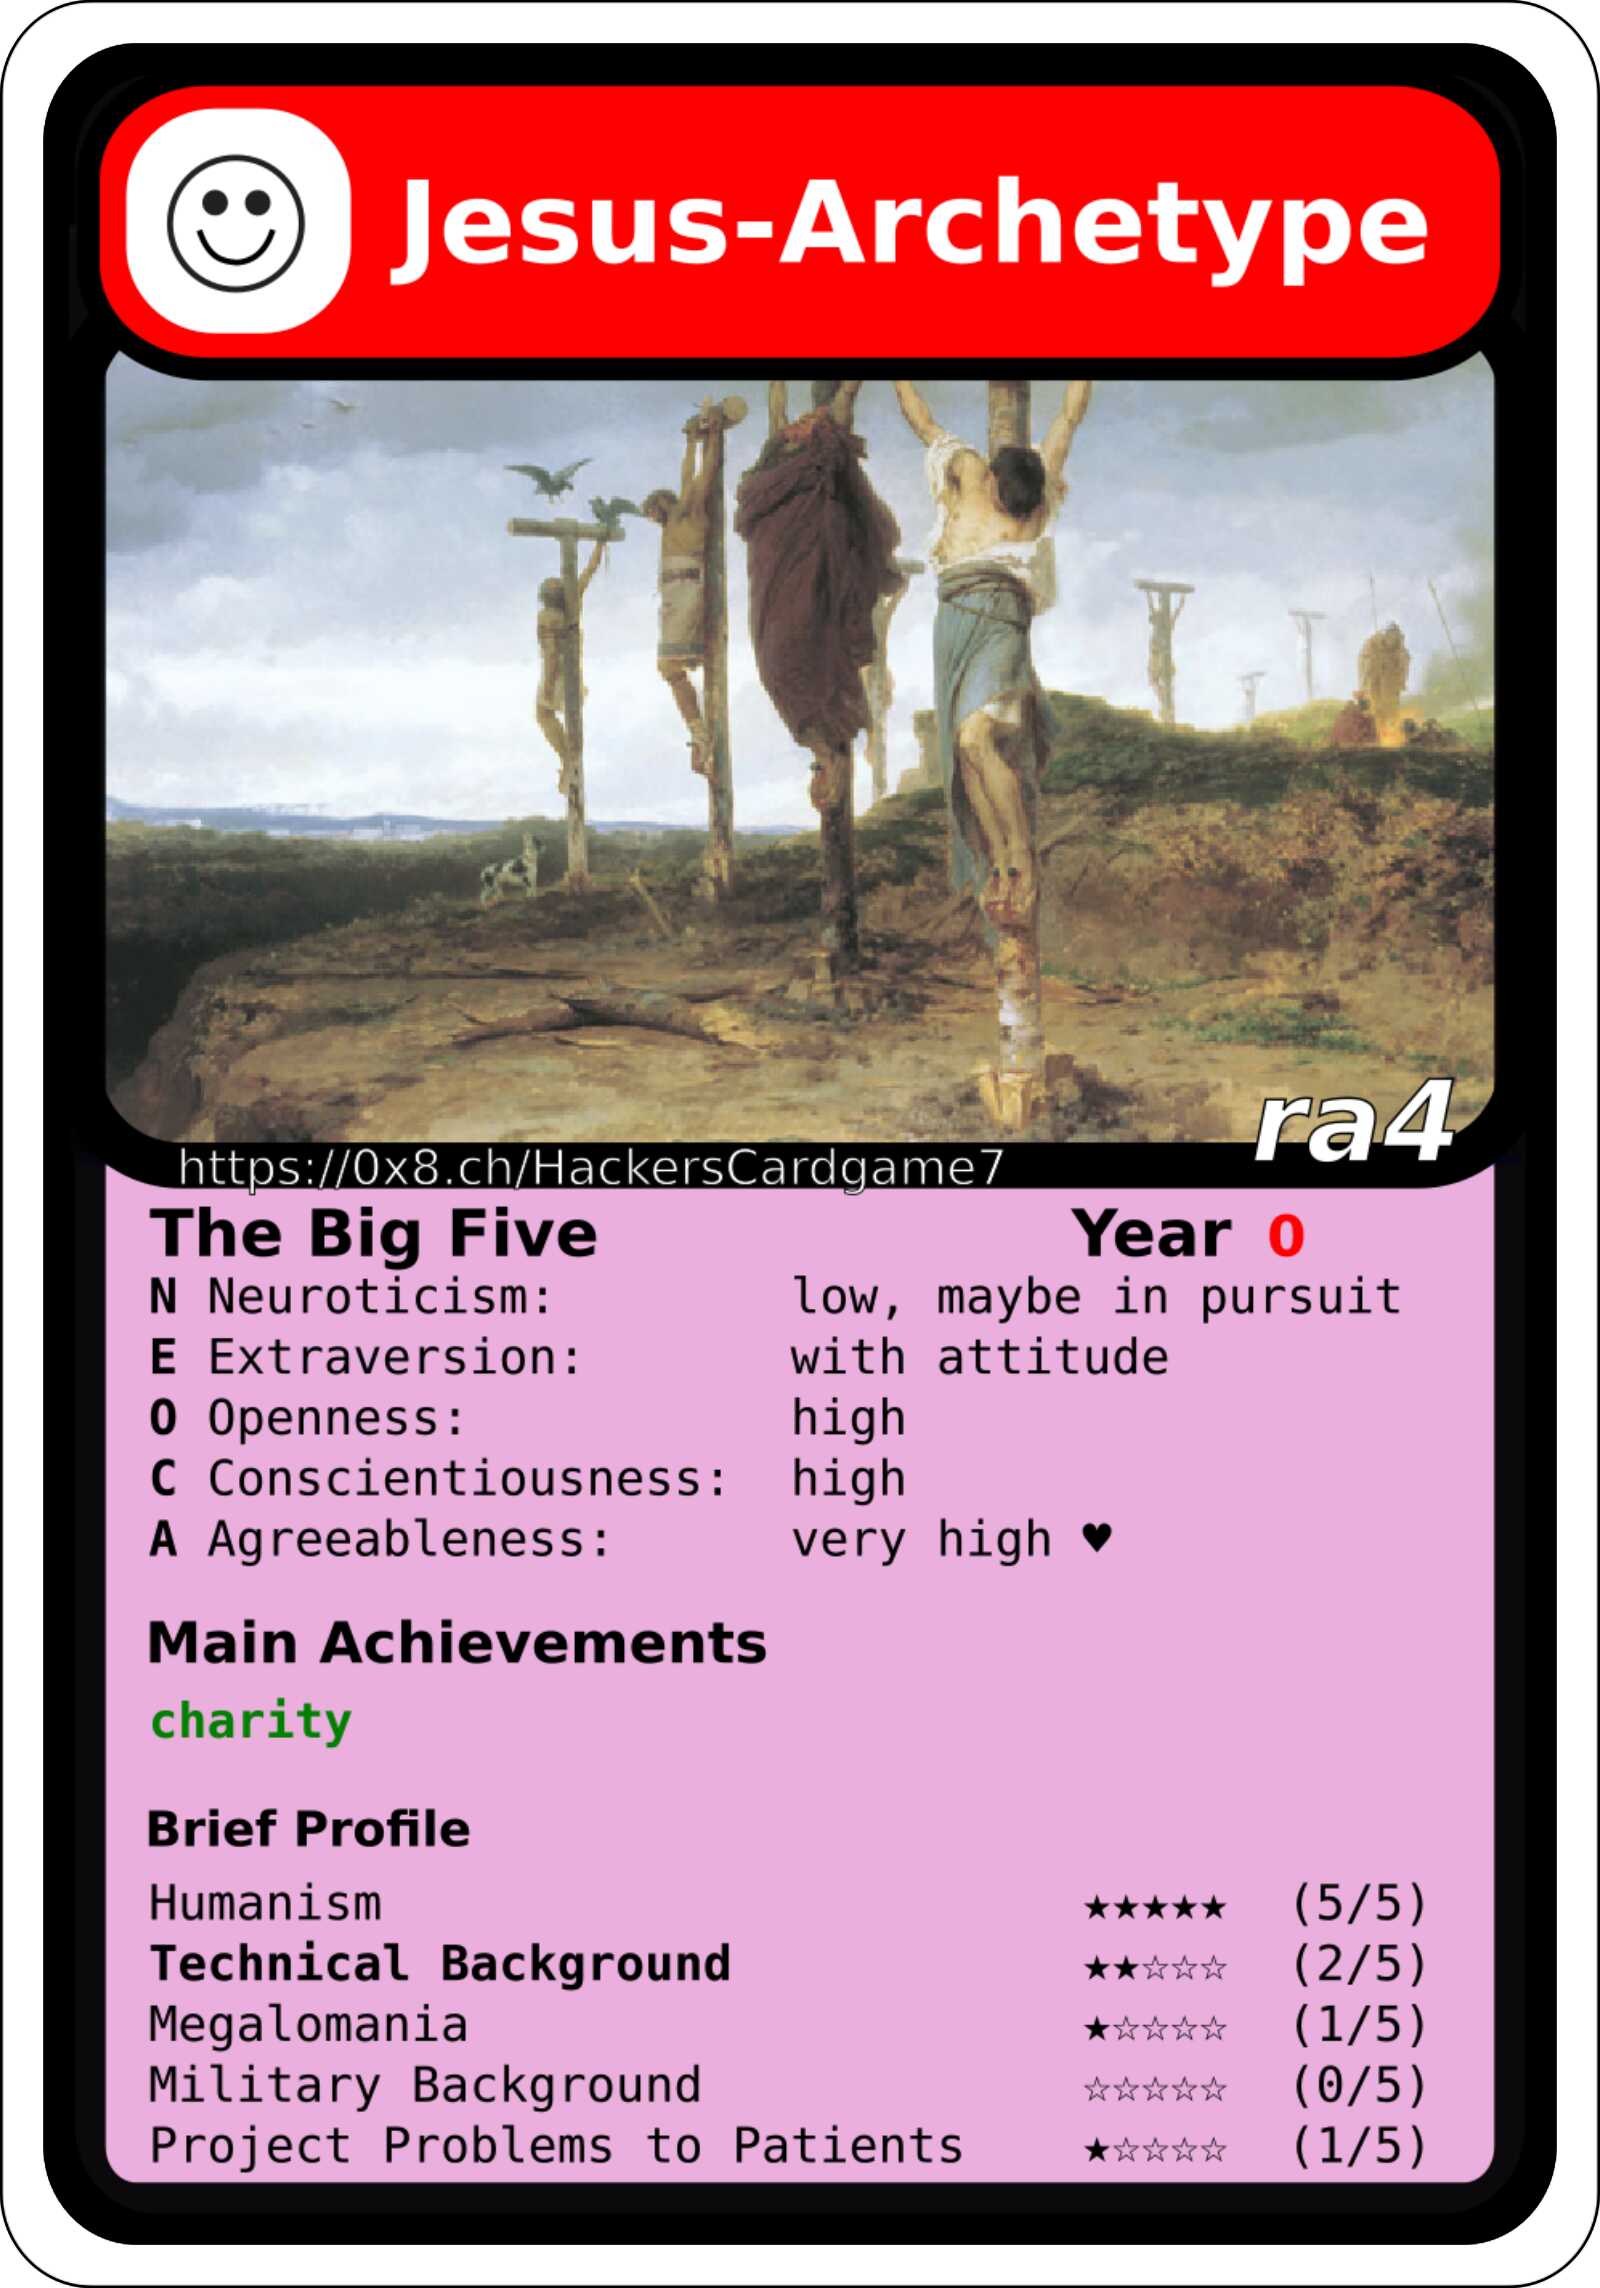 Jesus-Archetype
ra4
https://0x8.ch/HackersCardgame7
The Big Five Year 0
N Neuroticism: low, maybe in pursuit
E Extraversion: with attitude
O Openness: high
C Conscientiousness: high
A Agreeableness: very high ♥
Main Achievements
charity
Brief Profile
Humanism ★★★★★ (5/5)
Technical Background ★★☆☆☆ (2/5)
Megalomania ★☆☆☆☆ (1/5)
Military Background ☆☆☆☆☆ (0/5)
Project Problems to Patients ★☆☆☆☆ (1/5)